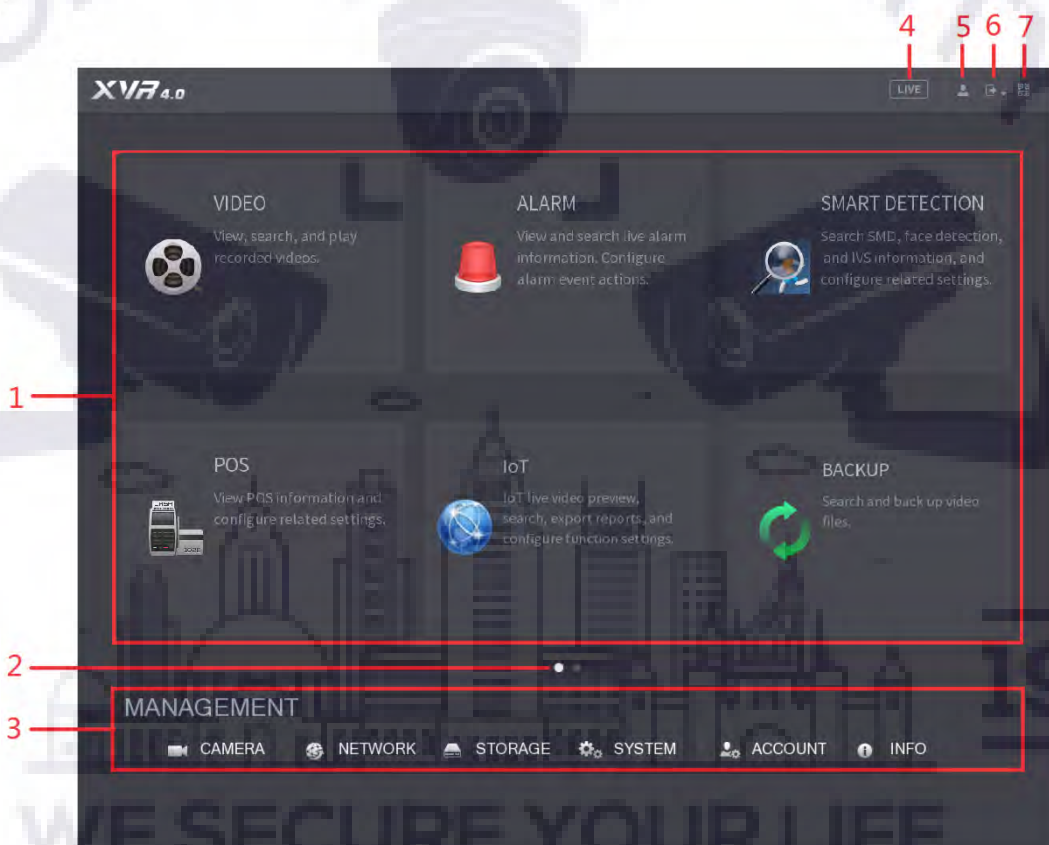 4 5 6 7
XVR 4.0
LIVE
VIDEO
View, search, and play
recorded videos.
ALARM
View and search live alarm
information. Configure
alarm event actions.
SMART DETECTION
Search SMD, face detection,
and IVS information, and
configure related settings.
1
POS
View POS information and
configure related settings.
IoT
IoT live video preview,
search, export reports, and
configure function settings.
BACKUP
Search and back up video
files.
2
3
MANAGEMENT
CAMERA NETWORK STORAGE SYSTEM ACCOUNT INFO
WE SECURE YOUR LIFE